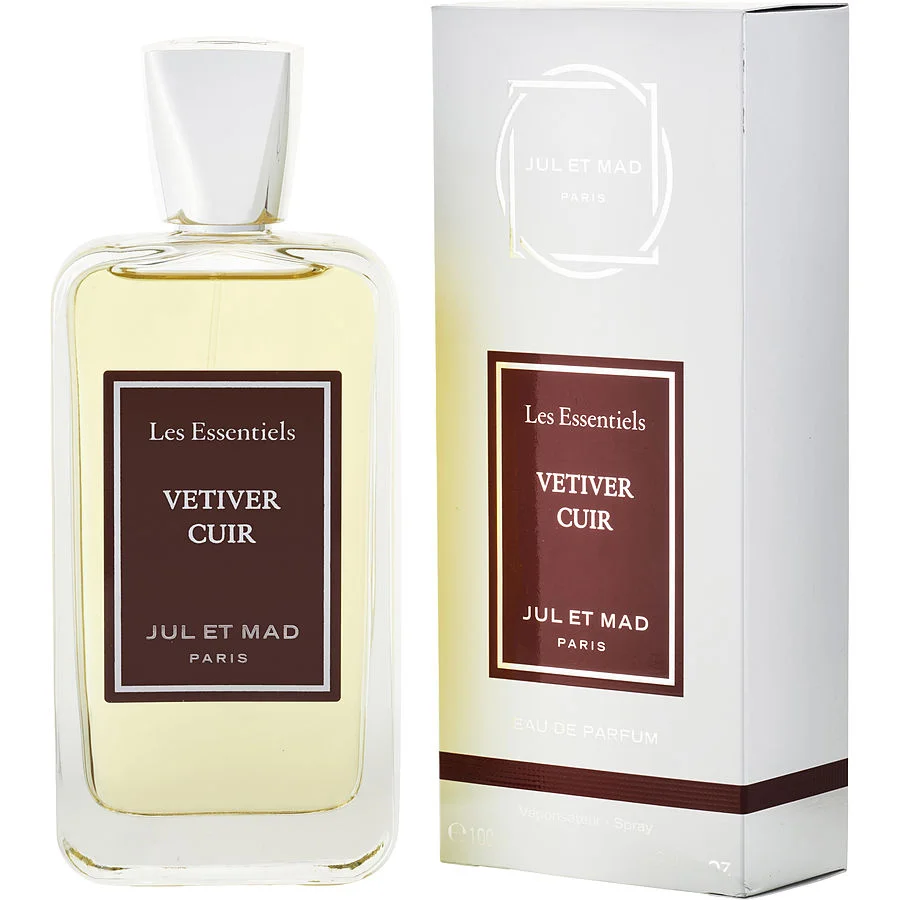 Les Essentiels
VETIVER
CUIR
JUL ET MAD
PARIS
JUL ET MAD
PARIS
Les Essentiels
VETIVER
CUIR
JUL ET MAD
PARIS
EAU DE PARFUM
Vaporisateur - Spray
℮100